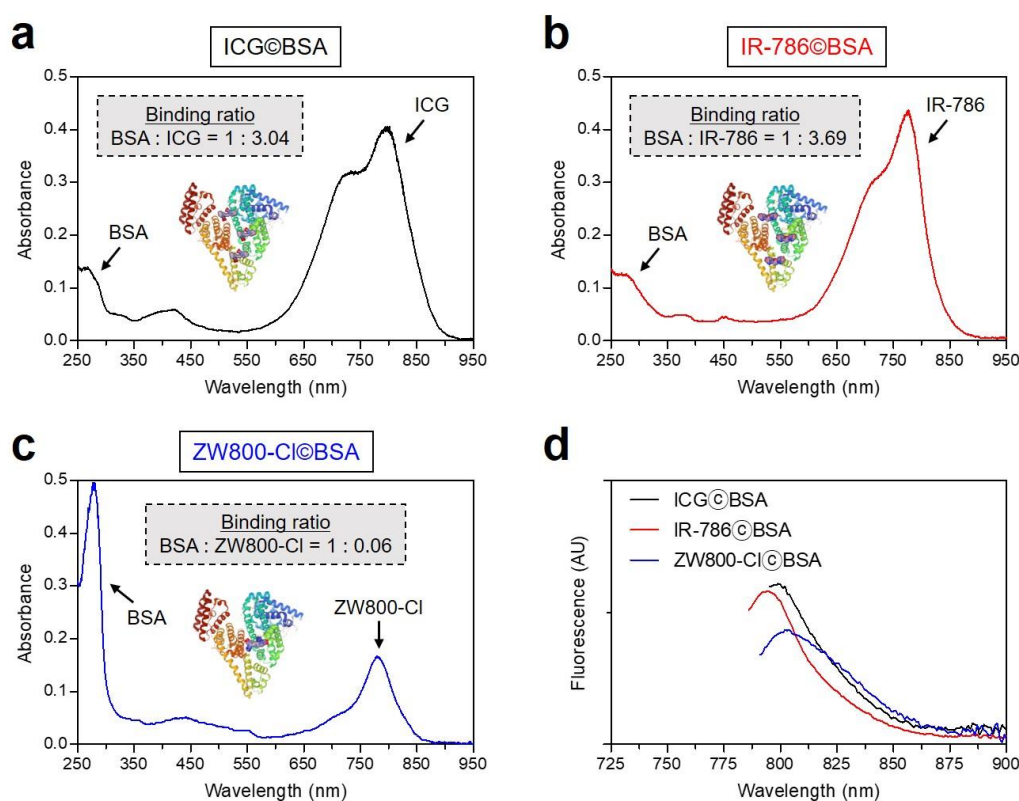 a
ICG©BSA
Binding ratio
BSA : ICG = 1 : 3.04
ICG
BSA
Absorbance
0.5
0.4
0.3
0.2
0.1
0.0
250 350 450 550 650 750 850 950
Wavelength (nm)
b
IR-786©BSA
Binding ratio
BSA : IR-786 = 1 : 3.69
IR-786
BSA
Absorbance
0.5
0.4
0.3
0.2
0.1
0.0
250 350 450 550 650 750 850 950
Wavelength (nm)
c
ZW800-Cl©BSA
Binding ratio
BSA : ZW800-Cl = 1 : 0.06
BSA
ZW800-Cl
Absorbance
0.5
0.4
0.3
0.2
0.1
0.0
250 350 450 550 650 750 850 950
Wavelength (nm)
d
ICGⓒBSA
IR-786ⓒBSA
ZW800-ClⓒBSA
Fluorescence (AU)
725 750 775 800 825 850 875 900
Wavelength (nm)